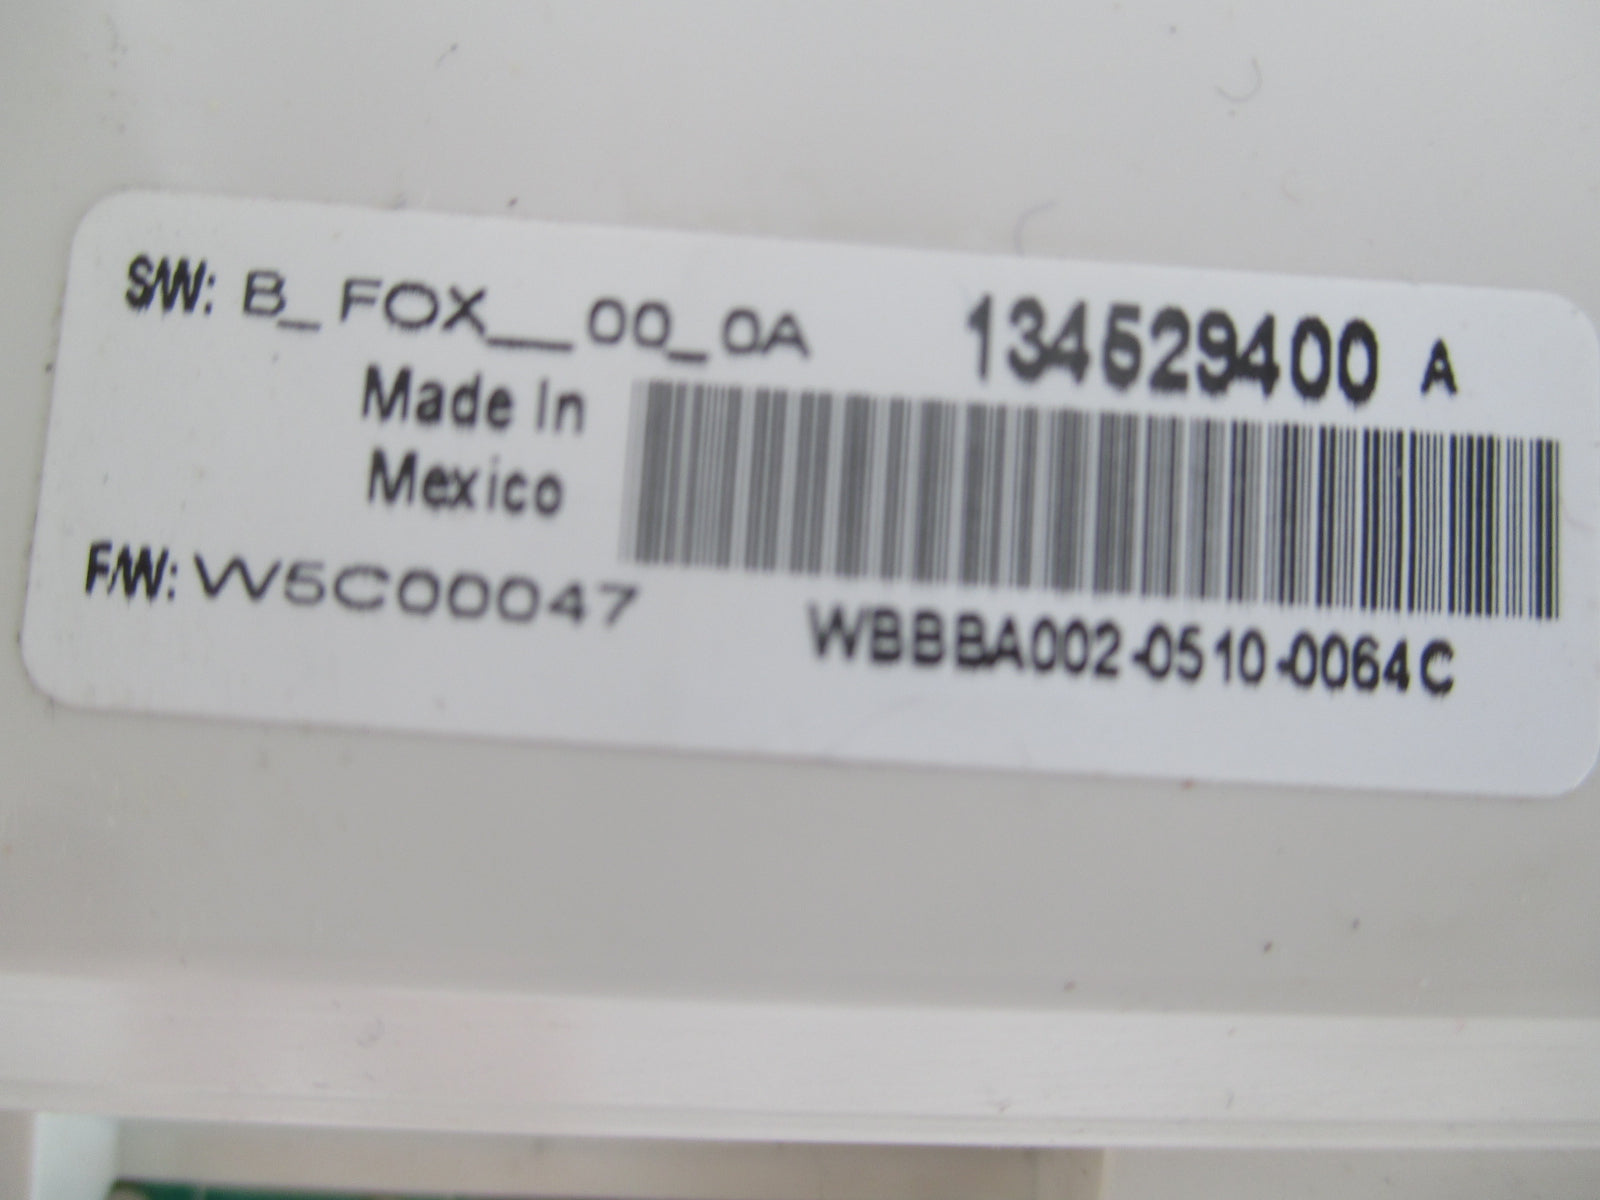 S/W: B_FOX__00_0A
134529400 A
Made In
Mexico
F/W: W5C00047
WBBBA002-0510-0064C